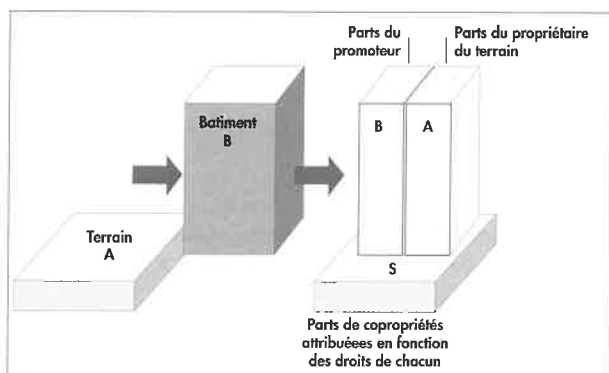 Parts du
promoteur
Parts du propriétaire
du terrain
Batiment
B
B
A
Terrain
A
S
Parts de copropriétés
attribuéees en fonction
des droits de chacun